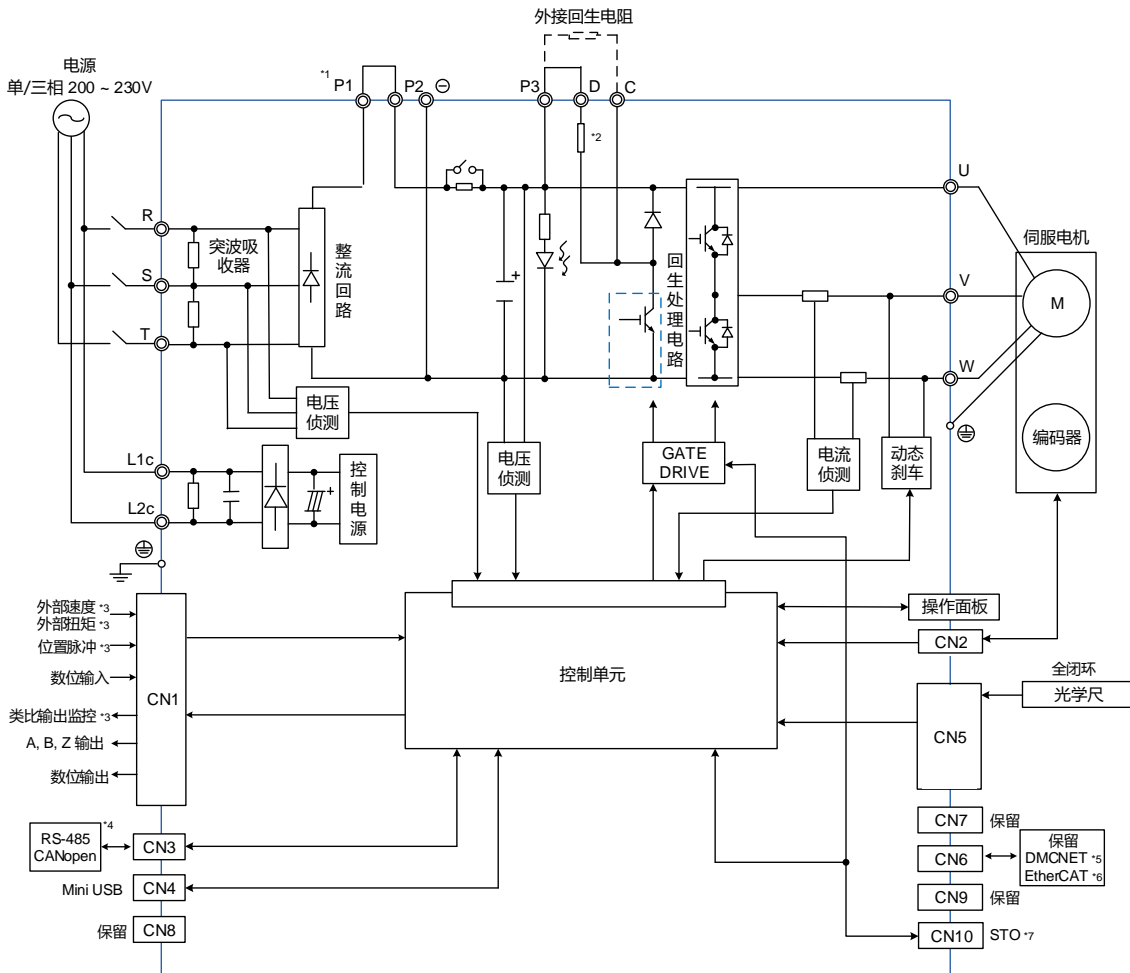 外接回生电阻
电源
单/三相 200 ~ 230V
*1 P1
P2
⊖
P3
D
C
*2
U
R
突波吸
收器
整流回路
S
T
回生处理电路
伺服电机
M
V
W
电压
侦测
编码器
L1c
L2c
控制电源
电压
侦测
GATE
DRIVE
电流
侦测
动态
刹车
外部速度 *3
外部扭矩 *3
位置脉冲 *3
数位输入
类比输出监控 *3
A, B, Z 输出
数位输出
CN1
控制单元
操作面板
CN2
全闭环
光学尺
CN5
RS-485
CANopen
*4
CN3
Mini USB
CN4
保留
CN8
CN7
保留
CN6
保留
DMCNET *5
EtherCAT *6
CN9
保留
CN10
STO *7